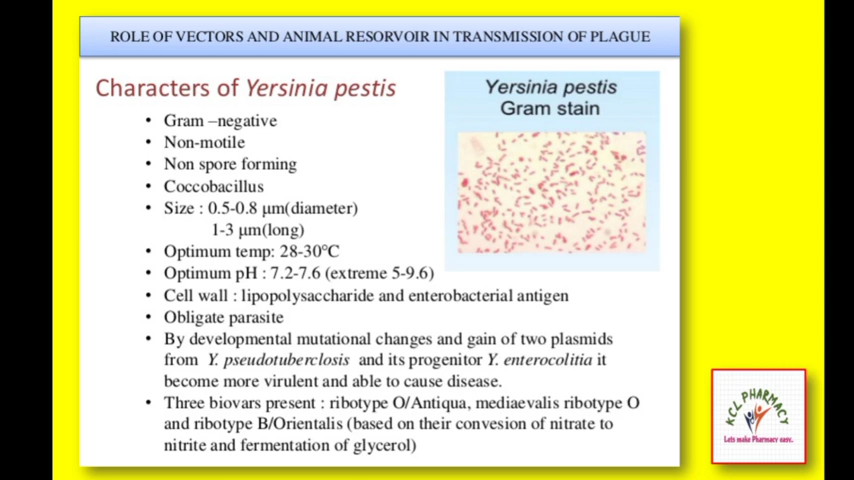 ROLE OF VECTORS AND ANIMAL RESORVOIR IN TRANSMISSION OF PLAGUE
Characters of Yersinia pestis
• Gram –negative
• Non-motile
• Non spore forming
• Coccobacillus
• Size : 0.5-0.8 μm(diameter)
1-3 μm(long)
• Optimum temp: 28-30°C
• Optimum pH : 7.2-7.6 (extreme 5-9.6)
• Cell wall : lipopolysaccharide and enterobacterial antigen
• Obligate parasite
• By developmental mutational changes and gain of two plasmids
from Y. pseudotuberclosis and its progenitor Y. enterocolitia it
become more virulent and able to cause disease.
• Three biovars present : ribotype O/Antiqua, mediaevalis ribotype O
and ribotype B/Orientalis (based on their convesion of nitrate to
nitrite and fermentation of glycerol)
Yersinia pestis
Gram stain
KCL PHARMACY
Lets make Pharmacy easy.